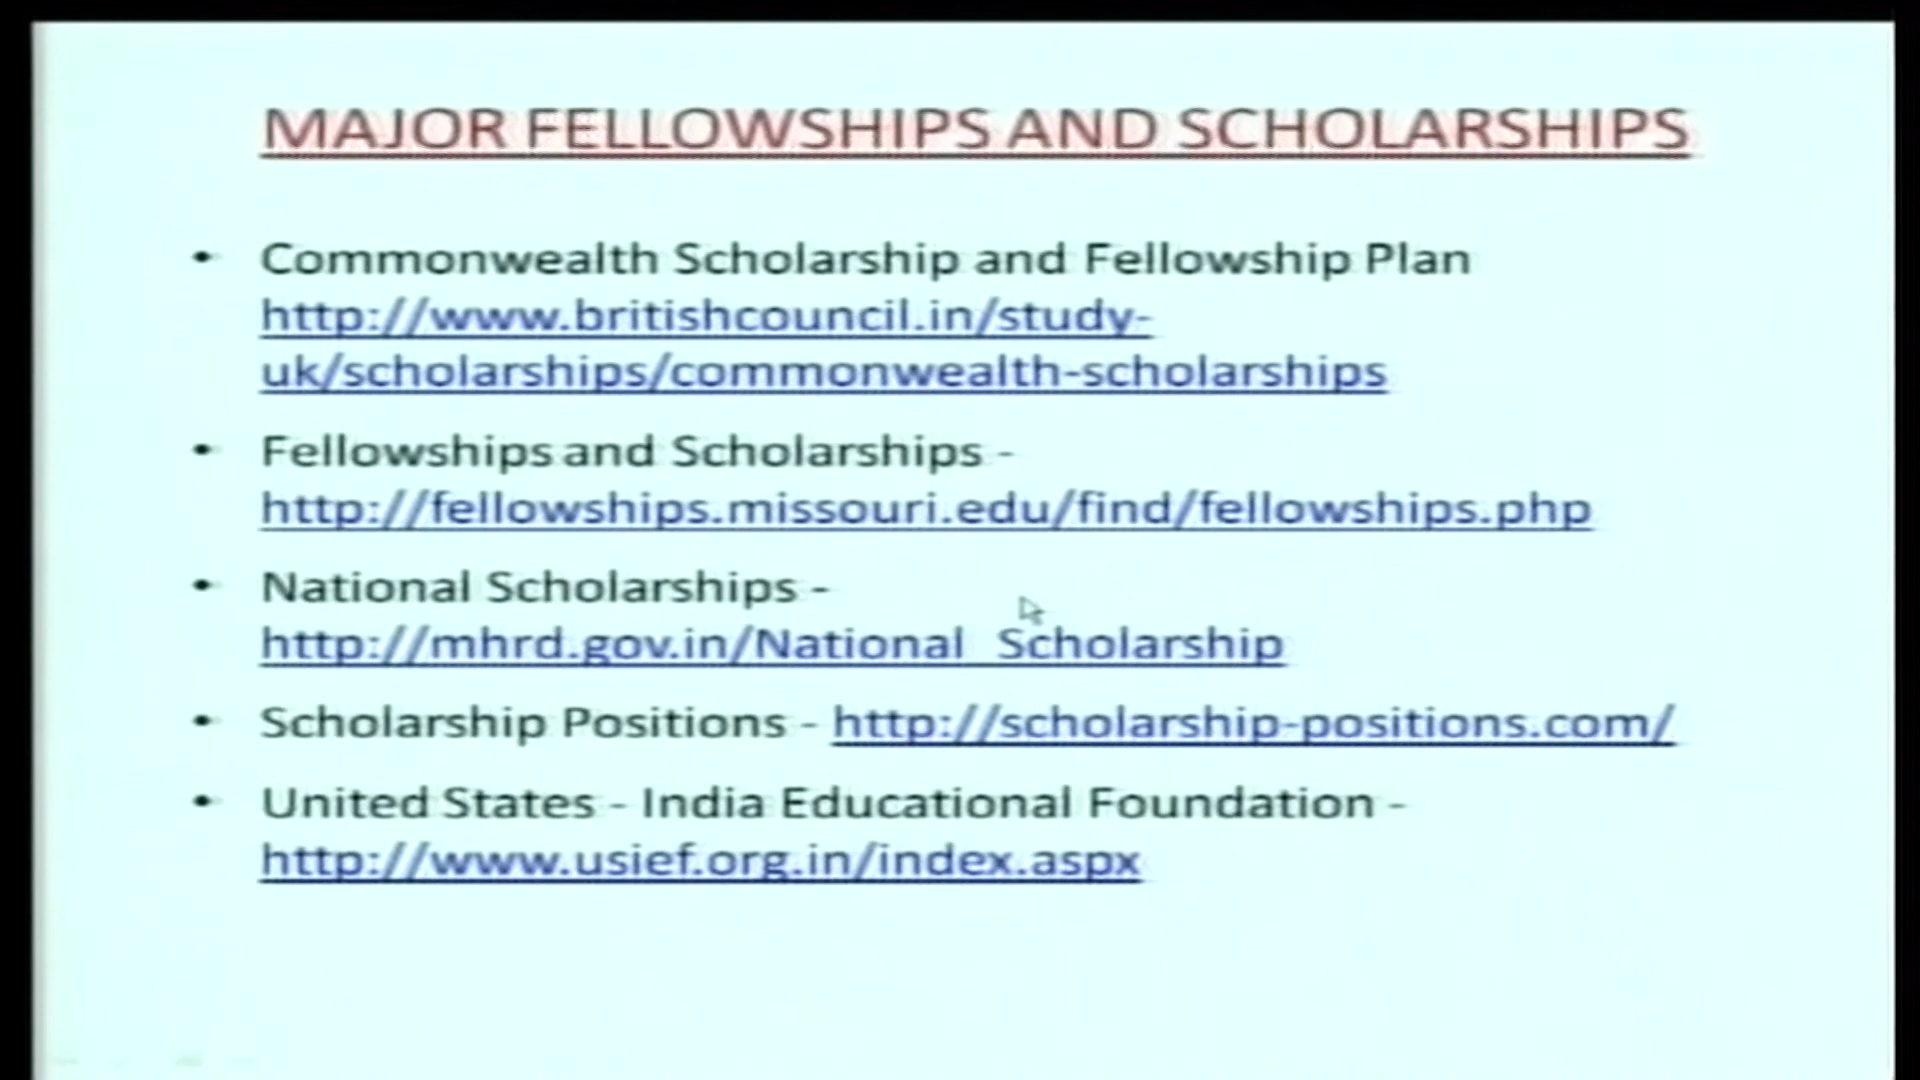 MAJOR FELLOWSHIPS AND SCHOLARSHIPS
• Commonwealth Scholarship and Fellowship Plan
http://www.britishcouncil.in/study-
uk/scholarships/commonwealth-scholarships
• Fellowships and Scholarships -
http://fellowships.missouri.edu/find/fellowships.php
• National Scholarships -
http://mhrd.gov.in/National_Scholarship
• Scholarship Positions - http://scholarship-positions.com/
• United States - India Educational Foundation -
http://www.usief.org.in/index.aspx